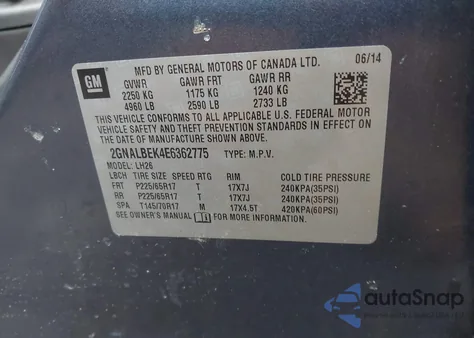 GM
MFD BY GENERAL MOTORS OF CANADA LTD. 06/14
GVWR GAWR FRT GAWR RR
2250 KG 1175 KG 1240 KG
4960 LB 2590 LB 2733 LB
THIS VEHICLE CONFORMS TO ALL APPLICABLE U.S. FEDERAL MOTOR
VEHICLE SAFETY AND THEFT PREVENTION STANDARDS IN EFFECT ON
THE DATE OF MANUFACTURE SHOWN ABOVE.
2GNALBEK4E6362775 TYPE: M.P.V.
MODEL: LH26
LBCH TIRE SIZE SPEED RTG RIM COLD TIRE PRESSURE
FRT P225/65R17 T 17X7J 240KPA(35PSI)
RR P225/65R17 T 17X7J 240KPA(35PSI)
SPA T145/70R17 M 17X4.5T 420KPA(60PSI)
SEE OWNER'S MANUAL FOR MORE INFORMATION
autoSnap
www.autosnap.com